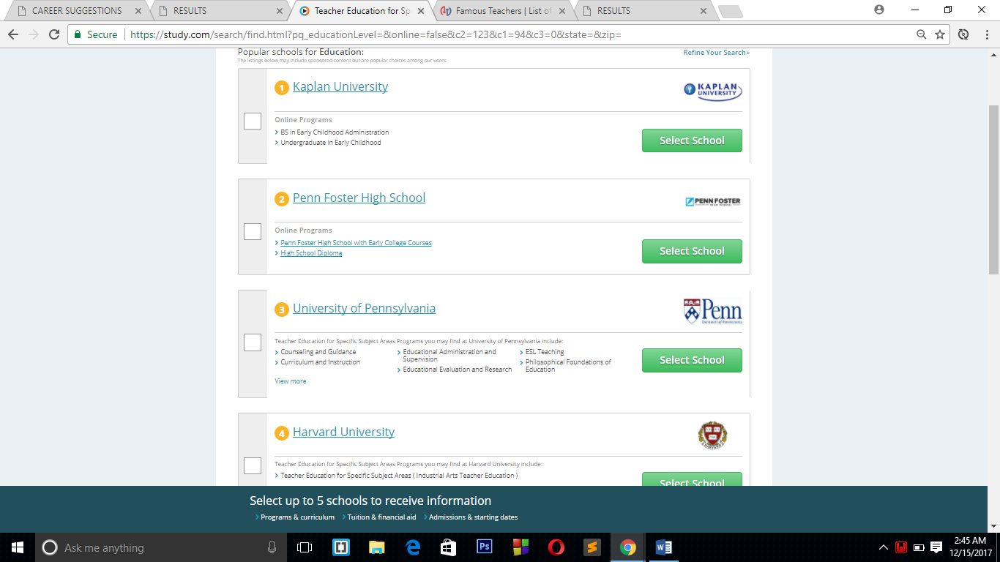 CAREER SUGGESTIONS
RESULTS
Teacher Education for Sp
Famous Teachers | List of
RESULTS
Secure
https://study.com/search/find.html?pq_educationLevel=&online=false&c2=123&c1=94&c3=0&state=&zip=
Popular schools for Education:
Refine Your Search»
The listings below may include sponsored content but are popular choices among our users.
1 Kaplan University
KAPLAN
UNIVERSITY
Online Programs
BS in Early Childhood Administration
Undergraduate in Early Childhood
Select School
2 Penn Foster High School
PENN FOSTER
HIGH SCHOOL
Online Programs
Penn Foster High School with Early College Courses
High School Diploma
Select School
3 University of Pennsylvania
Penn
University of Pennsylvania
Teacher Education for Specific Subject Areas Programs you may find at University of Pennsylvania include:
Counseling and Guidance
Curriculum and Instruction
Educational Administration and
Supervision
Educational Evaluation and Research
ESL Teaching
Philosophical Foundations of
Education
Select School
View more
4 Harvard University
HARVARD
Teacher Education for Specific Subject Areas Programs you may find at Harvard University include:
Teacher Education for Specific Subject Areas ( Industrial Arts Teacher Education )
Select School
Select up to 5 schools to receive information
Programs & curriculum
Tuition & financial aid
Admissions & starting dates
Ask me anything
Ps
2:45 AM
12/15/2017